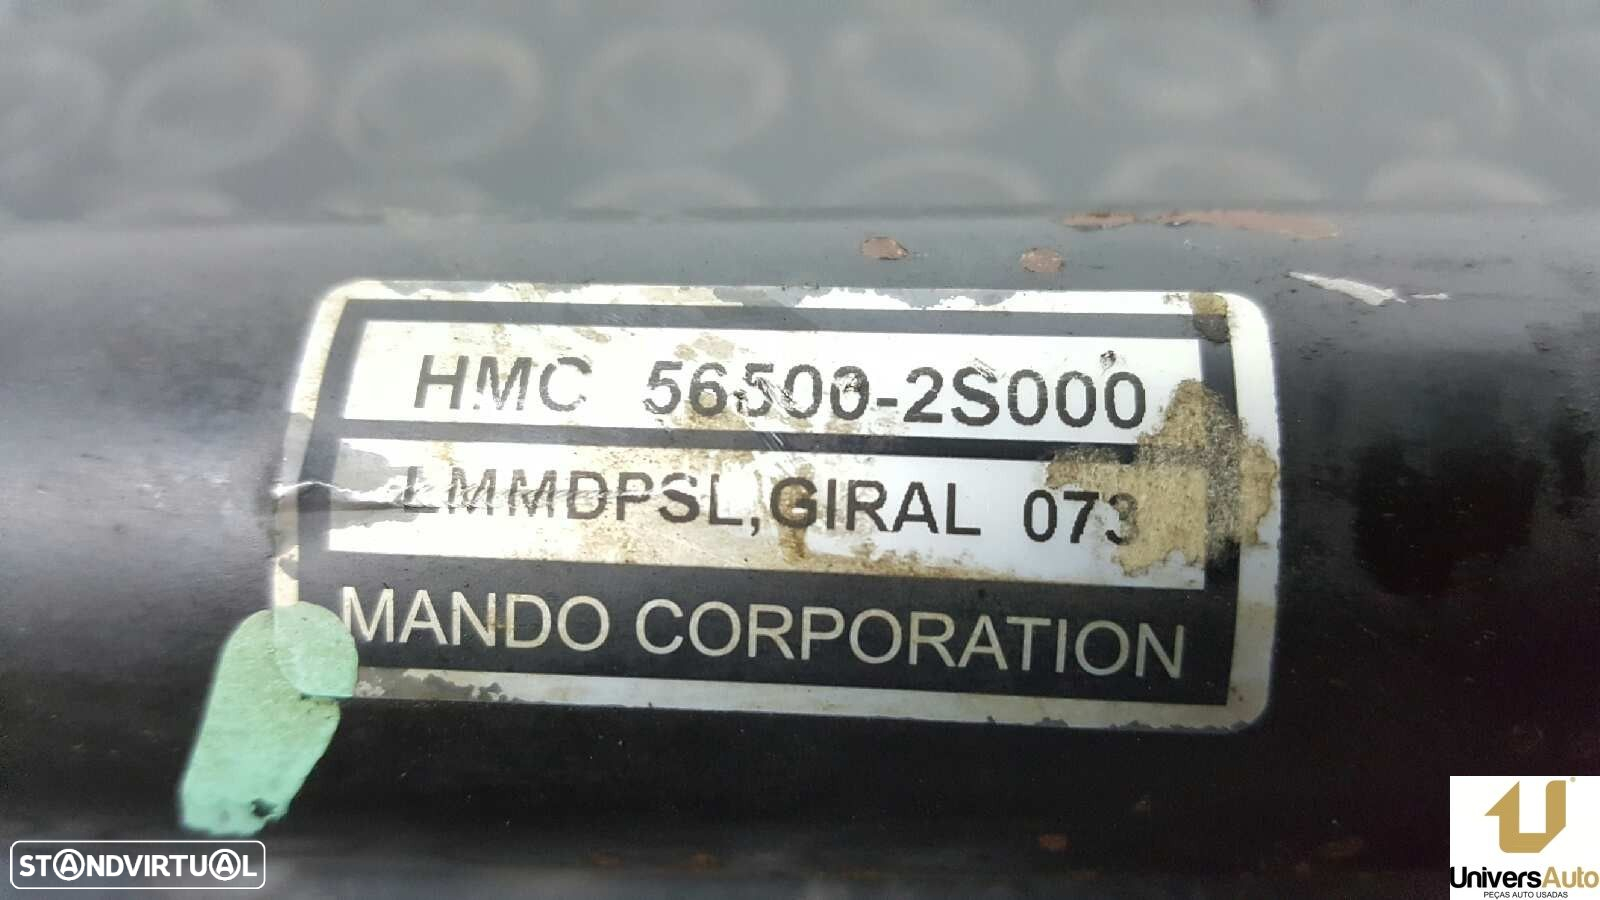 HMC 56500-2S000
LMMDPSL,GIRAL 073
MANDO CORPORATION
STANDVIRTUAL
UniversAuto
PEÇAS AUTO USADAS